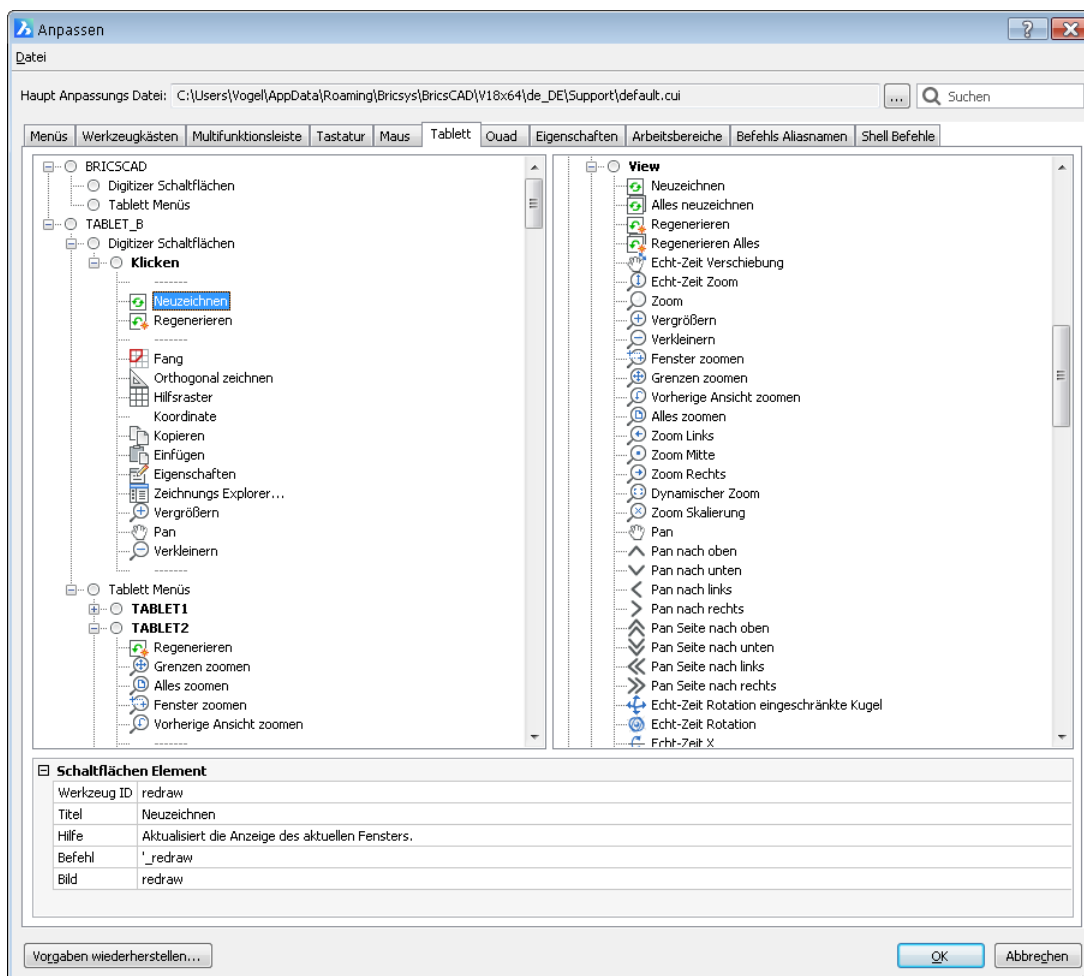 Anpassen
Datei
Haupt Anpassungs Datei: C:\Users\Vogel\AppData\Roaming\Bricsys\BricsCAD\V18x64\de_DE\Support\default.cui ... Suchen
Menüs Werkzeugkästen Multifunktionsleiste Tastatur Maus Tablett Quad Eigenschaften Arbeitsbereiche Befehls Aliasnamen Shell Befehle
BRICSCAD
Digitizer Schaltflächen
Tablett Menüs
TABLET_B
Digitizer Schaltflächen
Klicken
-------
Neuzeichnen
Regenerieren
-------
Fang
Orthogonal zeichnen
Hilfsraster
Koordinate
Kopieren
Einfügen
Eigenschaften
Zeichnungs Explorer...
Vergrößern
Pan
Verkleinern
-------
Tablett Menüs
TABLET1
TABLET2
Regenerieren
Grenzen zoomen
Alles zoomen
Fenster zoomen
Vorherige Ansicht zoomen
-------
View
Neuzeichnen
Alles neuzeichnen
Regenerieren
Regenerieren Alles
Echt-Zeit Verschiebung
Echt-Zeit Zoom
Zoom
Vergrößern
Verkleinern
Fenster zoomen
Grenzen zoomen
Vorherige Ansicht zoomen
Alles zoomen
Zoom Links
Zoom Mitte
Zoom Rechts
Dynamischer Zoom
Zoom Skalierung
Pan
Pan nach oben
Pan nach unten
Pan nach links
Pan nach rechts
Pan Seite nach oben
Pan Seite nach unten
Pan Seite nach links
Pan Seite nach rechts
Echt-Zeit Rotation eingeschränkte Kugel
Echt-Zeit Rotation
Echt-Zeit X
Schaltflächen Element
Werkzeug ID redraw
Titel Neuzeichnen
Hilfe Aktualisiert die Anzeige des aktuellen Fensters.
Befehl '_redraw
Bild redraw
Vorgaben wiederherstellen... OK Abbrechen